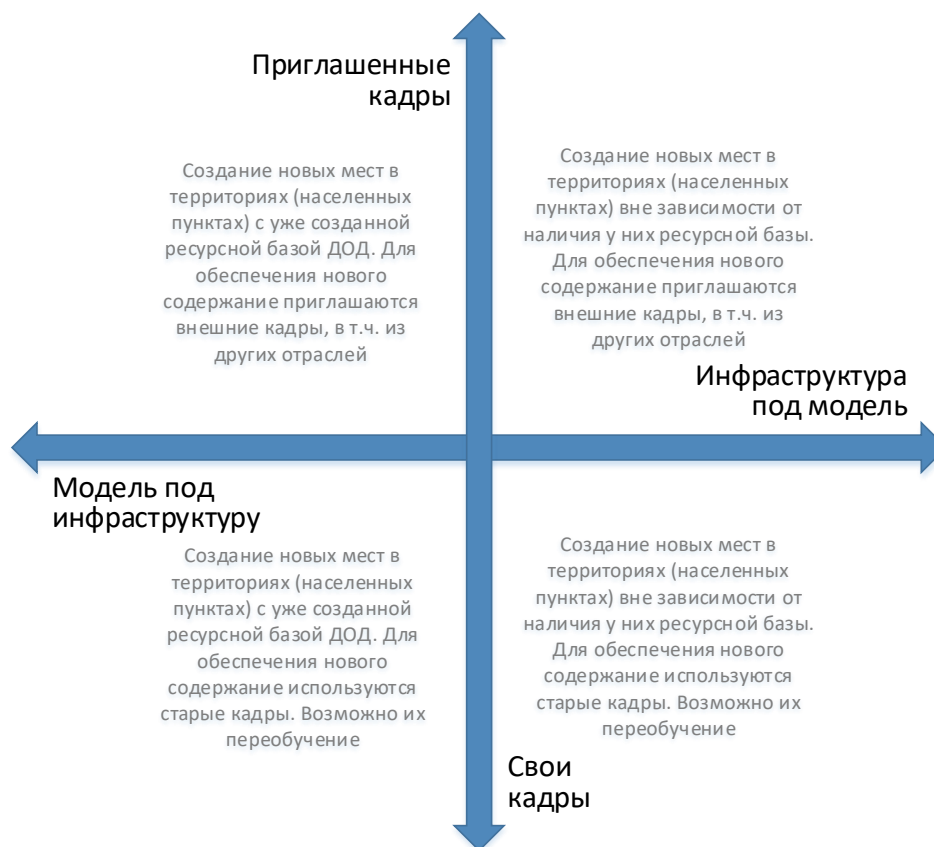 Приглашенные
кадры
Создание новых мест в
территориях (населенных
пунктах) с уже созданной
ресурсной базой ДОД. Для
обеспечения нового
содержание приглашаются
внешние кадры, в т.ч. из
других отраслей
Создание новых мест в
территориях (населенных
пунктах) вне зависимости от
наличия у них ресурсной базы.
Для обеспечения нового
содержание приглашаются
внешние кадры, в т.ч. из
других отраслей
Инфраструктура
под модель
Модель под
инфраструктуру
Создание новых мест в
территориях (населенных
пунктах) с уже созданной
ресурсной базой ДОД. Для
обеспечения нового
содержание используются
старые кадры. Возможно их
переобучение
Создание новых мест в
территориях (населенных
пунктах) вне зависимости от
наличия у них ресурсной базы.
Для обеспечения нового
содержание используются
старые кадры. Возможно их
переобучение
Свои
кадры